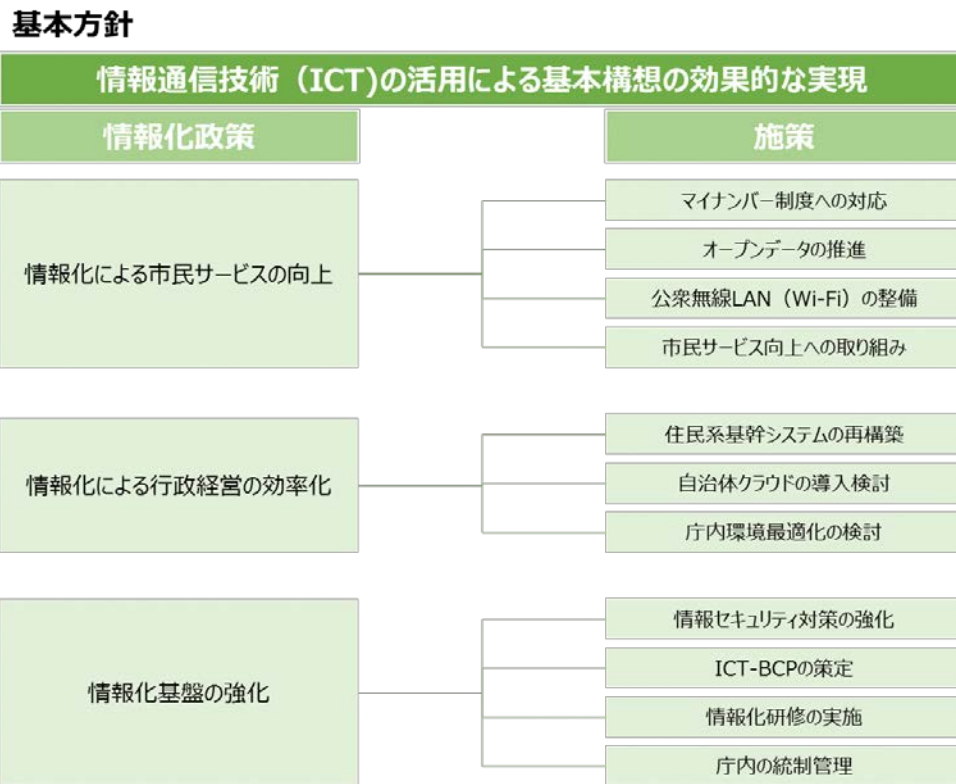 基本方針
情報通信技術（ICT)の活用による基本構想の効果的な実現
情報化政策
施策
情報化による市民サービスの向上
マイナンバー制度への対応
オープンデータの推進
公衆無線LAN（Wi-Fi）の整備
市民サービス向上への取り組み
情報化による行政経営の効率化
住民系基幹システムの再構築
自治体クラウドの導入検討
庁内環境最適化の検討
情報化基盤の強化
情報セキュリティ対策の強化
ICT-BCPの策定
情報化研修の実施
庁内の統制管理